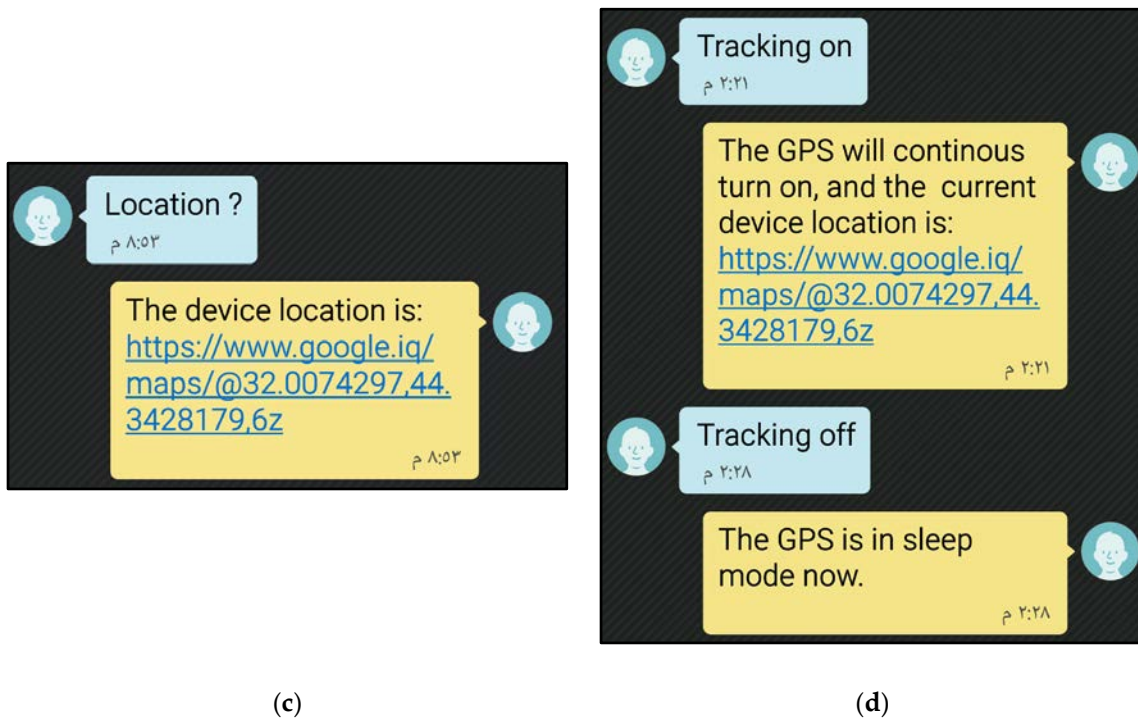 Location ?
٨:٥٣ م
The device location is:
https://www.google.iq/
maps/@32.0074297,44.
3428179,6z
٨:٥٣ م
(c)
Tracking on
٢:٢١ م
The GPS will continous
turn on, and the current
device location is:
https://www.google.iq/
maps/@32.0074297,44.
3428179,6z
٢:٢١ م
Tracking off
٢:٢٨ م
The GPS is in sleep
mode now.
٢:٢٨ م
(d)